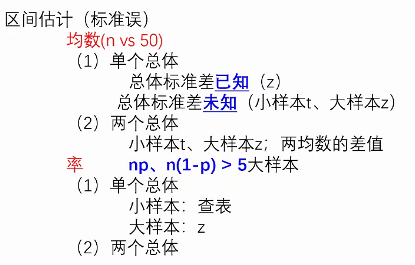 区间估计（标准误）
均数(n vs 50)
（1）单个总体
总体标准差已知（z）
总体标准差未知（小样本t、大样本z）
（2）两个总体
小样本t、大样本z；两均数的差值
率 np、n(1-p) > 5大样本
（1）单个总体
小样本：查表
大样本：z
（2）两个总体